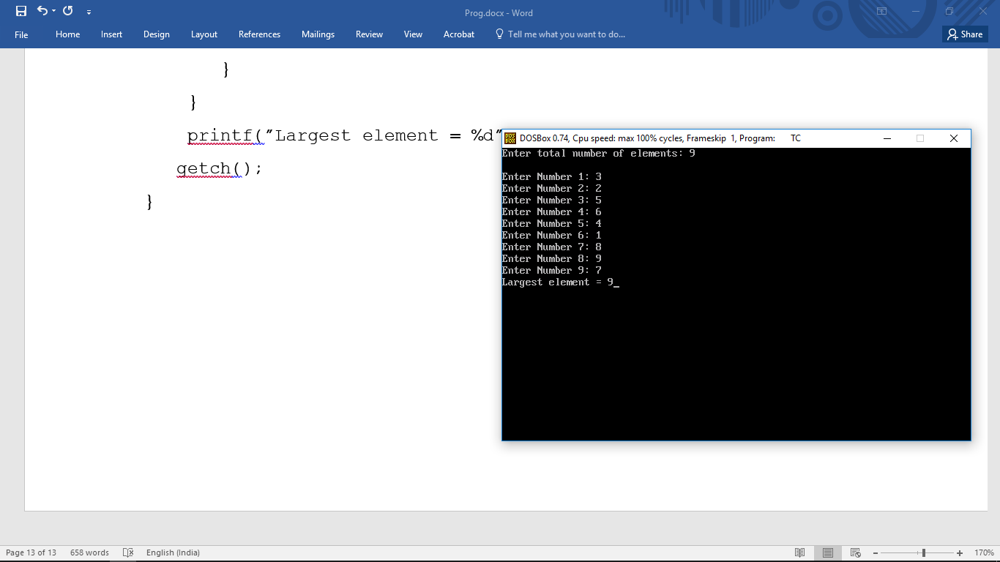 Prog.docx - Word
File Home Insert Design Layout References Mailings Review View Acrobat Tell me what you want to do... Share
}
}
printf(″Largest element = %d″
getch();
}
DOS BOX DOSBox 0.74, Cpu speed: max 100% cycles, Frameskip 1, Program: TC
Enter total number of elements: 9
Enter Number 1: 3
Enter Number 2: 2
Enter Number 3: 5
Enter Number 4: 6
Enter Number 5: 4
Enter Number 6: 1
Enter Number 7: 8
Enter Number 8: 9
Enter Number 9: 7
Largest element = 9_
Page 13 of 13 658 words English (India) 170%